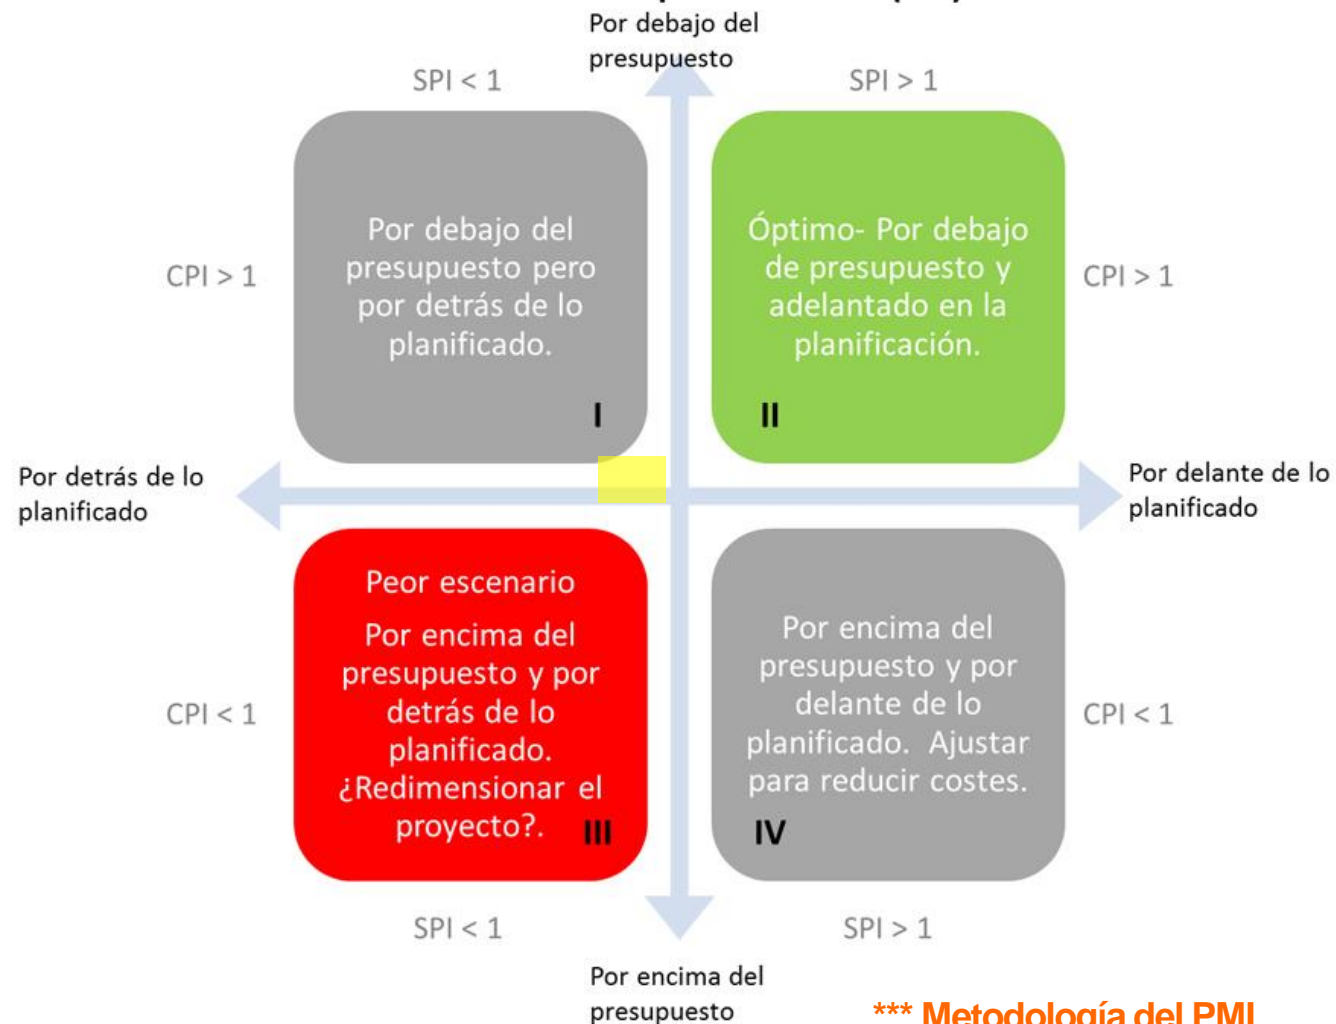 Por debajo del
presupuesto
SPI < 1
SPI > 1
CPI > 1
Por debajo del
presupuesto pero
por detrás de lo
planificado.
I
Óptimo- Por debajo
de presupuesto y
adelantado en la
planificación.
II
CPI > 1
Por detrás de lo
planificado
Por delante de lo
planificado
CPI < 1
Peor escenario
Por encima del
presupuesto y por
detrás de lo
planificado.
¿Redimensionar el
proyecto?.
III
Por encima del
presupuesto y por
delante de lo
planificado.  Ajustar
para reducir costes.
IV
CPI < 1
SPI < 1
SPI > 1
Por encima del
presupuesto
*** Metodología del PMI